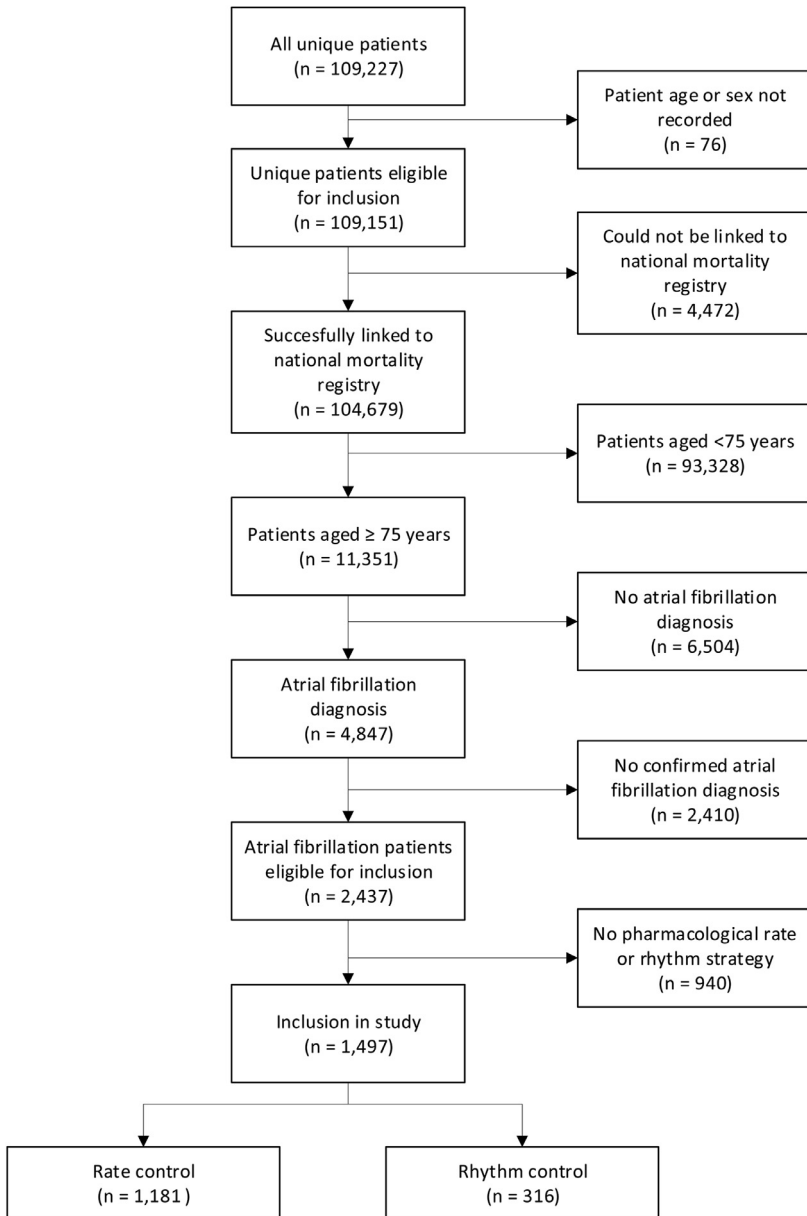 All unique patients
(n = 109,227)
Patient age or sex not
recorded
(n = 76)
Unique patients eligible
for inclusion
(n = 109,151)
Could not be linked to
national mortality
registry
(n = 4,472)
Succesfully linked to
national mortality
registry
(n = 104,679)
Patients aged <75 years
(n = 93,328)
Patients aged ≥ 75 years
(n = 11,351)
No atrial fibrillation
diagnosis
(n = 6,504)
Atrial fibrillation
diagnosis
(n = 4,847)
No confirmed atrial
fibrillation diagnosis
(n = 2,410)
Atrial fibrillation patients
eligible for inclusion
(n = 2,437)
No pharmacological rate
or rhythm strategy
(n = 940)
Inclusion in study
(n = 1,497)
Rate control
(n = 1,181 )
Rhythm control
(n = 316)